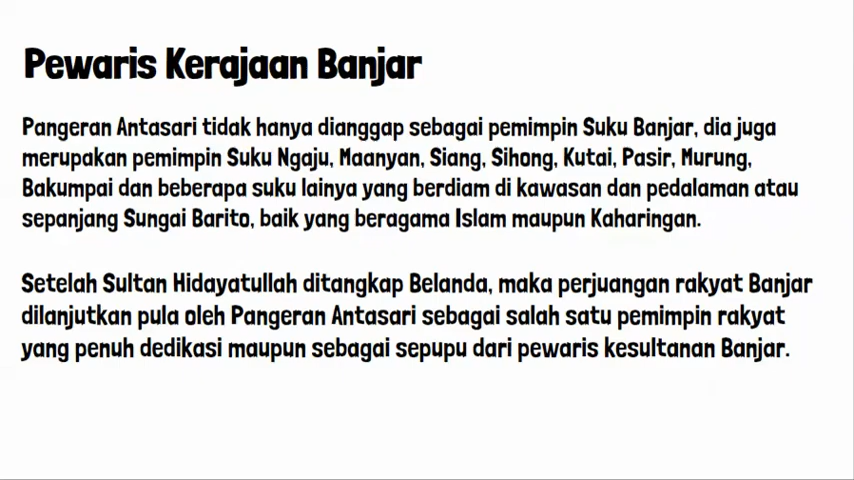 Pewaris Kerajaan Banjar
Pangeran Antasari tidak hanya dianggap sebagai pemimpin Suku Banjar, dia juga
merupakan pemimpin Suku Ngaju, Maanyan, Siang, Sihong, Kutai, Pasir, Murung,
Bakumpai dan beberapa suku lainya yang berdiam di kawasan dan pedalaman atau
sepanjang Sungai Barito, baik yang beragama Islam maupun Kaharingan.
Setelah Sultan Hidayatullah ditangkap Belanda, maka perjuangan rakyat Banjar
dilanjutkan pula oleh Pangeran Antasari sebagai salah satu pemimpin rakyat
yang penuh dedikasi maupun sebagai sepupu dari pewaris kesultanan Banjar.